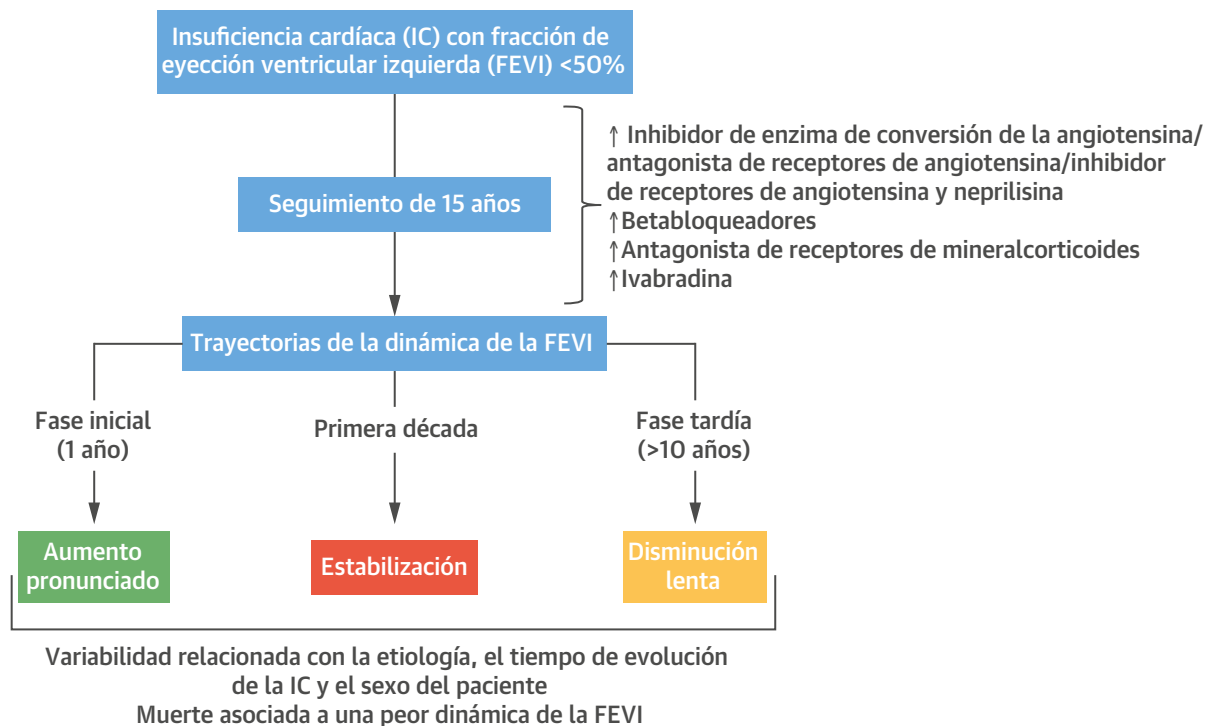 Insuficiencia cardíaca (IC) con fracción de
eyección ventricular izquierda (FEVI) <50%
↑ Inhibidor de enzima de conversión de la angiotensina/
antagonista de receptores de angiotensina/inhibidor
de receptores de angiotensina y neprilisina
↑Betabloqueadores
↑Antagonista de receptores de mineralcorticoides
↑Ivabradina
Seguimiento de 15 años
Trayectorias de la dinámica de la FEVI
Fase inicial
(1 año)
Primera década
Fase tardía
(>10 años)
Aumento
pronunciado
Estabilización
Disminución
lenta
Variabilidad relacionada con la etiología, el tiempo de evolución
de la IC y el sexo del paciente
Muerte asociada a una peor dinámica de la FEVI